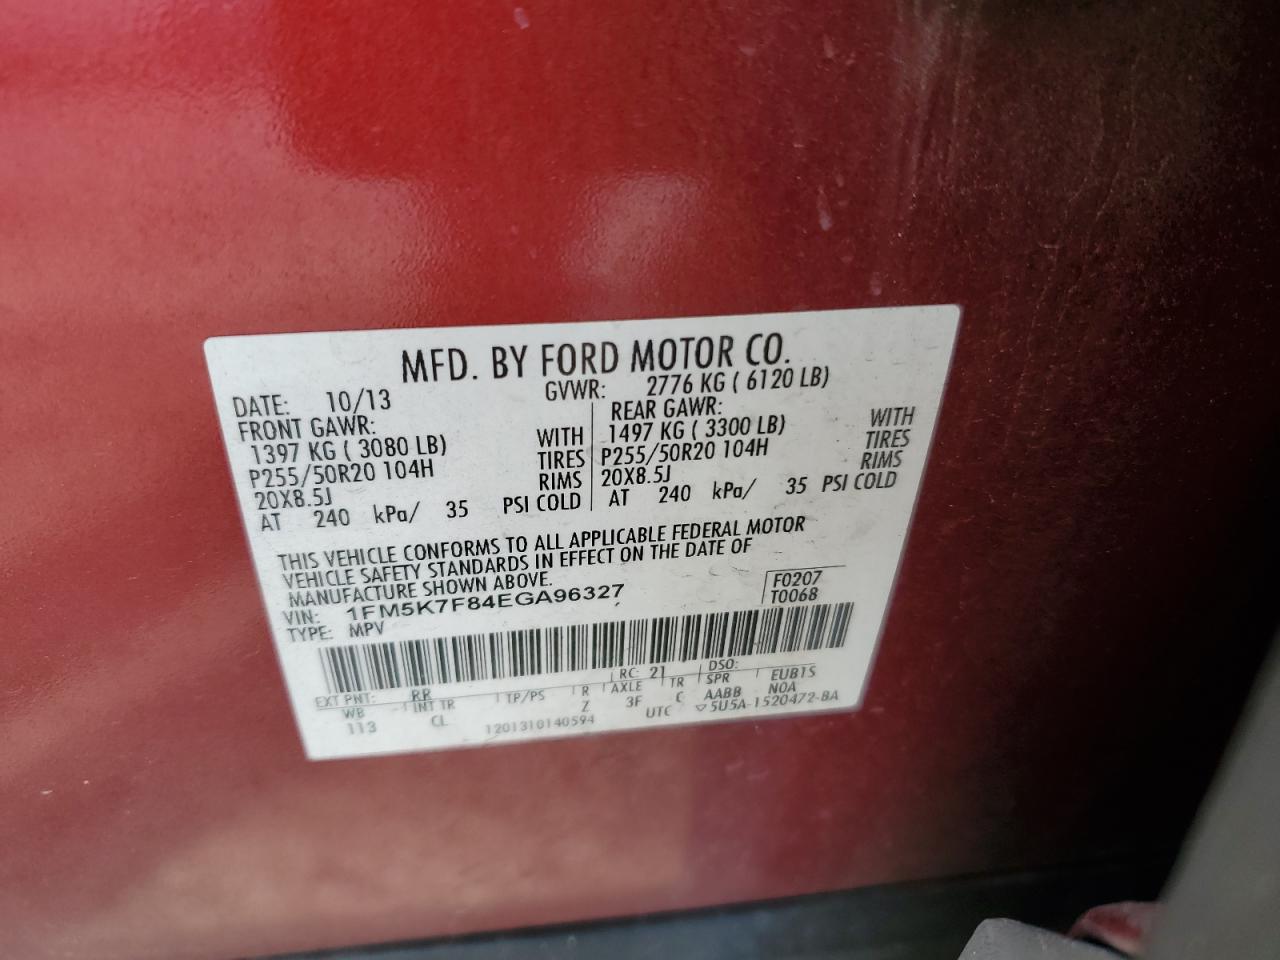 MFD. BY FORD MOTOR CO.
DATE: 10/13 GVWR: 2776 KG ( 6120 LB)
FRONT GAWR: REAR GAWR:
1397 KG ( 3080 LB) WITH 1497 KG ( 3300 LB) WITH
P255/50R20 104H TIRES P255/50R20 104H TIRES
20X8.5J RIMS 20X8.5J RIMS
AT 240 kPa/ 35 PSI COLD AT 240 kPa/ 35 PSI COLD
THIS VEHICLE CONFORMS TO ALL APPLICABLE FEDERAL MOTOR
VEHICLE SAFETY STANDARDS IN EFFECT ON THE DATE OF
MANUFACTURE SHOWN ABOVE.
VIN: 1FM5K7F84EGA96327 F0207
TYPE: MPV T0068
EXT PNT: RR RC: 21 DSO: EUB1S
WB INT TR TP/PS R AXLE TR SPR NOA
113 CL Z 3F C AABB
1201310140594 UTC ▽5U5A-1520472-BA